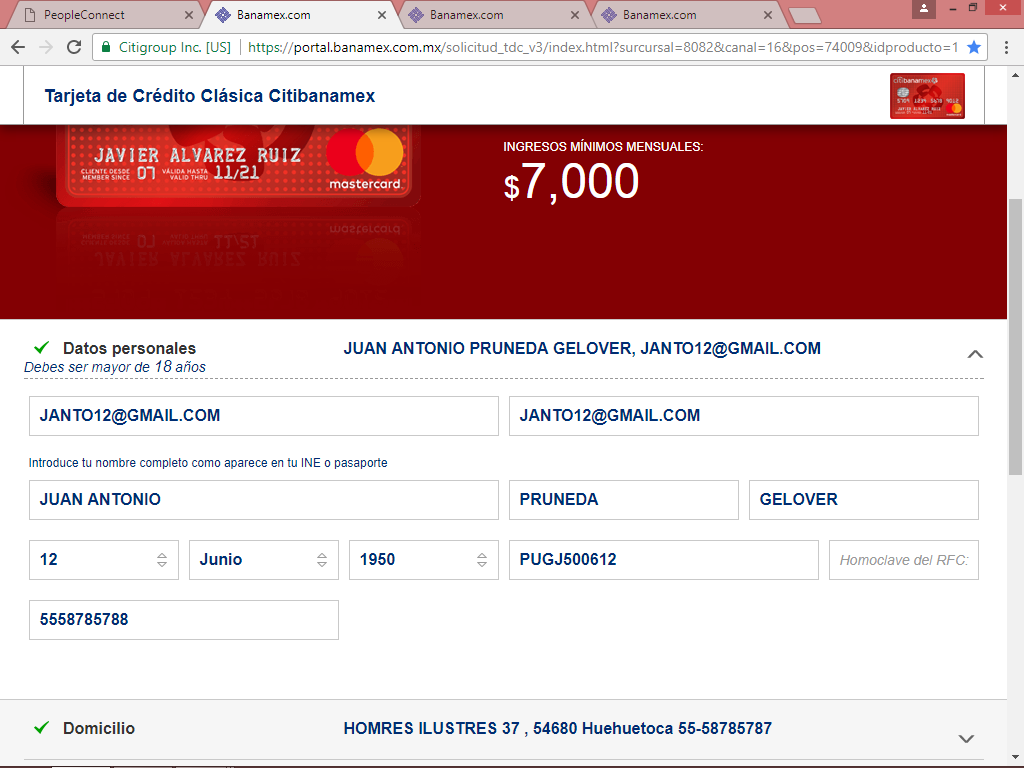 PeopleConnect
Banamex.com
Banamex.com
Banamex.com
Citigroup Inc. [US] https://portal.banamex.com.mx/solicitud_tdc_v3/index.html?surcursal=8082&canal=16&pos=74009&idproducto=1
Tarjeta de Crédito Clásica Citibanamex
citibanamex
JAVIER ALVAREZ RUIZ
CLIENTE DESDE
MEMBER SINCE
07
VÁLIDA HASTA
VALID THRU
11/21
mastercard
INGRESOS MÍNIMOS MENSUALES:
$7,000
Datos personales
Debes ser mayor de 18 años
JUAN ANTONIO PRUNEDA GELOVER, JANTO12@GMAIL.COM
JANTO12@GMAIL.COM
JANTO12@GMAIL.COM
Introduce tu nombre completo como aparece en tu INE o pasaporte
JUAN ANTONIO
PRUNEDA
GELOVER
12
Junio
1950
PUGJ500612
Homoclave del RFC:
5558785788
Domicilio
HOMRES ILUSTRES 37 , 54680 Huehuetoca 55-58785787